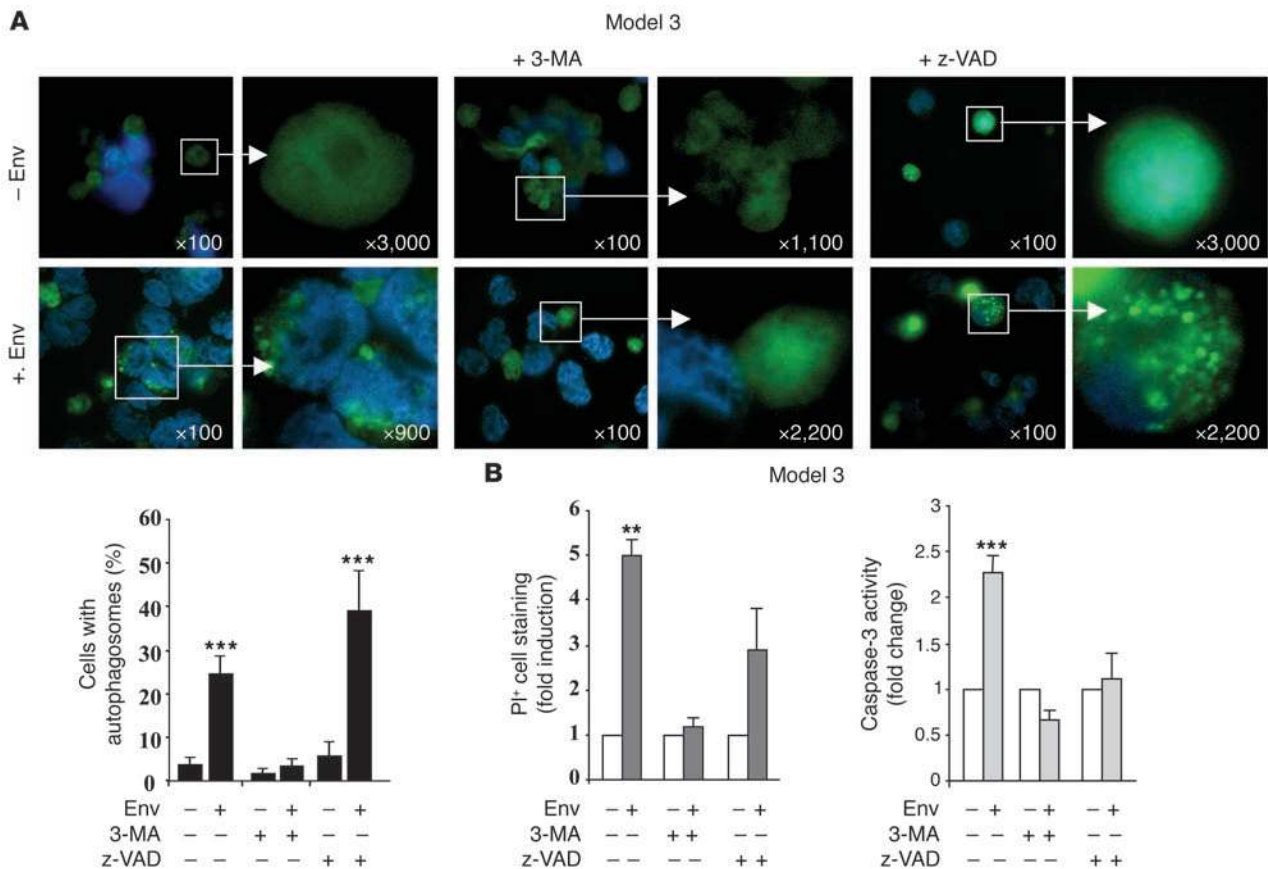 A
Model 3
+ 3-MA
+ z-VAD
– Env
×100
×3,000
×100
×1,100
×100
×3,000
+. Env
×100
×900
×100
×2,200
×100
×2,200
Cells with
autophagosomes (%)
60
50
40
30
20
10
0
***
***
Env – + – + – +
3-MA – – + + – –
z-VAD – – – – + +
B
Model 3
PI+ cell staining
(fold induction)
6
5
4
3
2
1
0
**
Env – + – + – +
3-MA – – + + – –
z-VAD – – – – + +
Caspase-3 activity
(fold change)
3
2.5
2
1.5
1
0.5
0
***
Env – + – + – +
3-MA – – + + – –
z-VAD – – – – + +